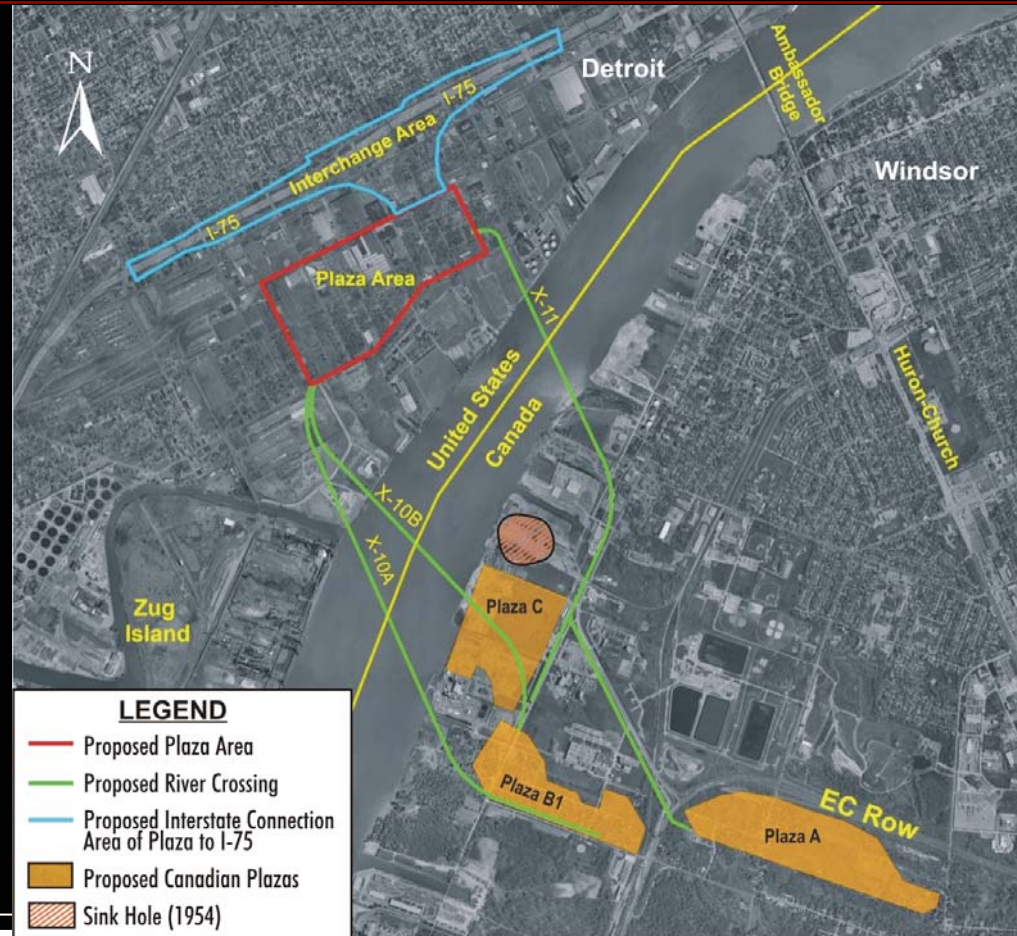 N
Detroit
Ambassador
Bridge
I-75
Interchange Area
I-75
Windsor
Plaza Area
X-11
Huron-Church
United States
Canada
X-10B
X-10A
Zug
Island
Plaza C
Plaza B1
EC Row
Plaza A
LEGEND
Proposed Plaza Area
Proposed River Crossing
Proposed Interstate Connection
Area of Plaza to I-75
Proposed Canadian Plazas
Sink Hole (1954)